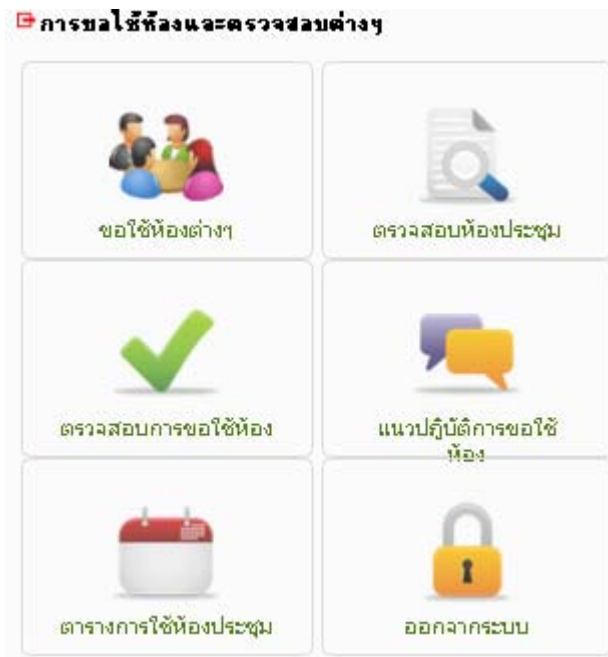 การขอใช้ห้องและตรวจสอบต่างๆ
ขอใช้ห้องต่างๆ
ตรวจสอบห้องประชุม
ตรวจสอบการขอใช้ห้อง
แนวปฎิบัติการขอใช้
ห้อง
ตารางการใช้ห้องประชุม
ออกจากระบบ